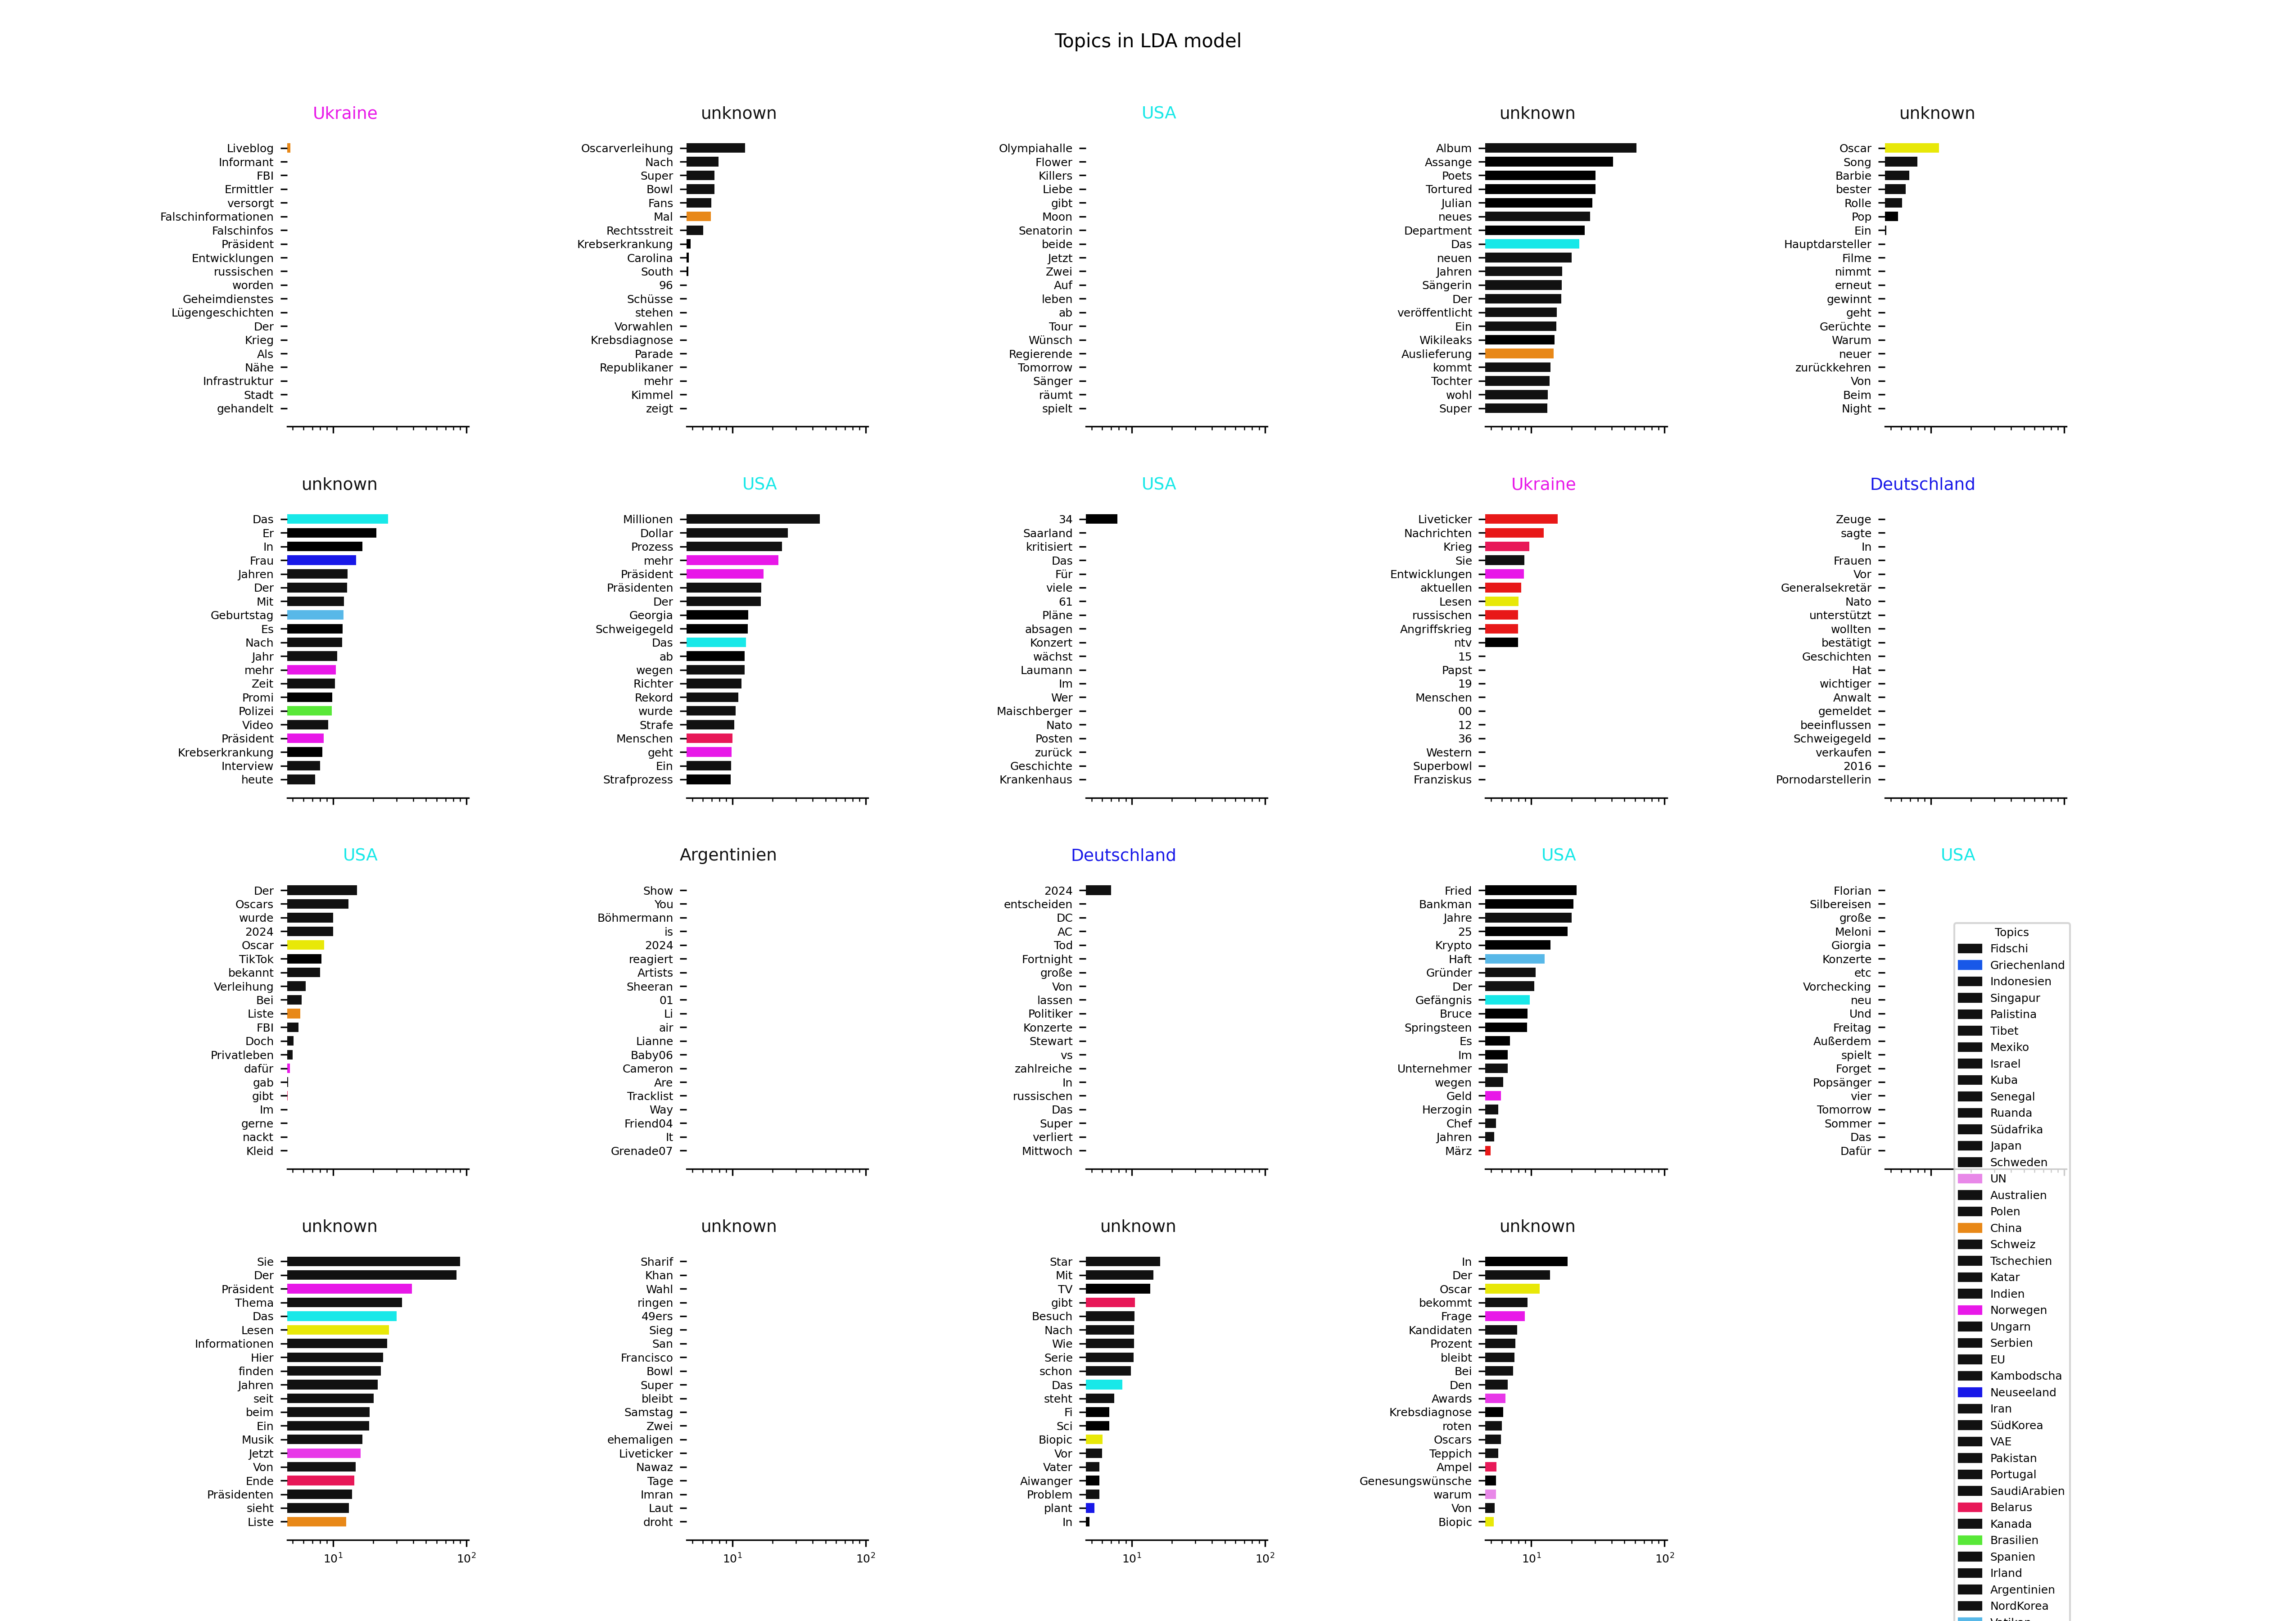 Topics in LDA model
Ukraine
Liveblog
Informant
FBI
Ermittler
versorgt
Falschinformationen
Falschinfos
Präsident
Entwicklungen
russischen
worden
Geheimdienstes
Lügengeschichten
Der
Krieg
Als
Nähe
Infrastruktur
Stadt
gehandelt
unknown
Oscarverleihung
Nach
Super
Bowl
Fans
Mal
Rechtsstreit
Krebserkrankung
Carolina
South
96
Schüsse
stehen
Vorwahlen
Krebsdiagnose
Parade
Republikaner
mehr
Kimmel
zeigt
USA
Olympiahalle
Flower
Killers
Liebe
gibt
Moon
Senatorin
beide
Jetzt
Zwei
Auf
leben
ab
Tour
Wünsch
Regierende
Tomorrow
Sänger
räumt
spielt
unknown
Album
Assange
Poets
Tortured
Julian
neues
Department
Das
neuen
Jahren
Sängerin
Der
veröffentlicht
Ein
Wikileaks
Auslieferung
kommt
Tochter
wohl
Super
unknown
Oscar
Song
Barbie
bester
Rolle
Pop
Ein
Hauptdarsteller
Filme
nimmt
erneut
gewinnt
geht
Gerüchte
Warum
neuer
zurückkehren
Von
Beim
Night
unknown
Das
Er
In
Frau
Jahren
Der
Mit
Geburtstag
Es
Nach
Jahr
mehr
Zeit
Promi
Polizei
Video
Präsident
Krebserkrankung
Interview
heute
USA
Millionen
Dollar
Prozess
mehr
Präsident
Präsidenten
Der
Georgia
Schweigegeld
Das
ab
wegen
Richter
Rekord
wurde
Strafe
Menschen
geht
Ein
Strafprozess
USA
34
Saarland
kritisiert
Das
Für
viele
61
Pläne
absagen
Konzert
wächst
Laumann
Im
Wer
Maischberger
Nato
Posten
zurück
Geschichte
Krankenhaus
Ukraine
Liveticker
Nachrichten
Krieg
Sie
Entwicklungen
aktuellen
Lesen
russischen
Angriffskrieg
ntv
15
Papst
19
Menschen
00
12
36
Western
Superbowl
Franziskus
Deutschland
Zeuge
sagte
In
Frauen
Vor
Generalsekretär
Nato
unterstützt
wollten
bestätigt
Geschichten
Hat
wichtiger
Anwalt
gemeldet
beeinflussen
Schweigegeld
verkaufen
2016
Pornodarstellerin
USA
Der
Oscars
wurde
2024
Oscar
TikTok
bekannt
Verleihung
Bei
Liste
FBI
Doch
Privatleben
dafür
gab
gibt
Im
gerne
nackt
Kleid
Argentinien
Show
You
Böhmermann
is
2024
reagiert
Artists
Sheeran
01
Li
air
Lianne
Baby06
Cameron
Are
Tracklist
Way
Friend04
It
Grenade07
Deutschland
2024
entscheiden
DC
AC
Tod
Fortnight
große
Von
lassen
Politiker
Konzerte
Stewart
vs
zahlreiche
In
russischen
Das
Super
verliert
Mittwoch
USA
Fried
Bankman
Jahre
25
Krypto
Haft
Gründer
Der
Gefängnis
Bruce
Springsteen
Es
Im
Unternehmer
wegen
Geld
Herzogin
Chef
Jahren
März
USA
Florian
Silbereisen
große
Meloni
Giorgia
Konzerte
etc
Vorchecking
neu
Und
Freitag
Außerdem
spielt
Forget
Popsänger
vier
Tomorrow
Sommer
Das
Dafür
unknown
Sie
Der
Präsident
Thema
Das
Lesen
Informationen
Hier
finden
Jahren
seit
beim
Ein
Musik
Jetzt
Von
Ende
Präsidenten
sieht
Liste
10¹
10²
unknown
Sharif
Khan
Wahl
ringen
49ers
Sieg
San
Francisco
Bowl
Super
bleibt
Samstag
Zwei
ehemaligen
Liveticker
Nawaz
Tage
Imran
Laut
droht
10¹
10²
unknown
Star
Mit
TV
gibt
Besuch
Nach
Wie
Serie
schon
Das
steht
Fi
Sci
Biopic
Vor
Vater
Aiwanger
Problem
plant
In
10¹
10²
unknown
In
Der
Oscar
bekommt
Frage
Kandidaten
Prozent
bleibt
Bei
Den
Awards
Krebsdiagnose
roten
Oscars
Teppich
Ampel
Genesungswünsche
warum
Von
Biopic
10¹
10²
Topics
Fidschi
Griechenland
Indonesien
Singapur
Palistina
Tibet
Mexiko
Israel
Kuba
Senegal
Ruanda
Südafrika
Japan
Schweden
UN
Australien
Polen
China
Schweiz
Tschechien
Katar
Indien
Norwegen
Ungarn
Serbien
EU
Kambodscha
Neuseeland
Iran
SüdKorea
VAE
Pakistan
Portugal
SaudiArabien
Belarus
Kanada
Brasilien
Spanien
Irland
Argentinien
NordKorea